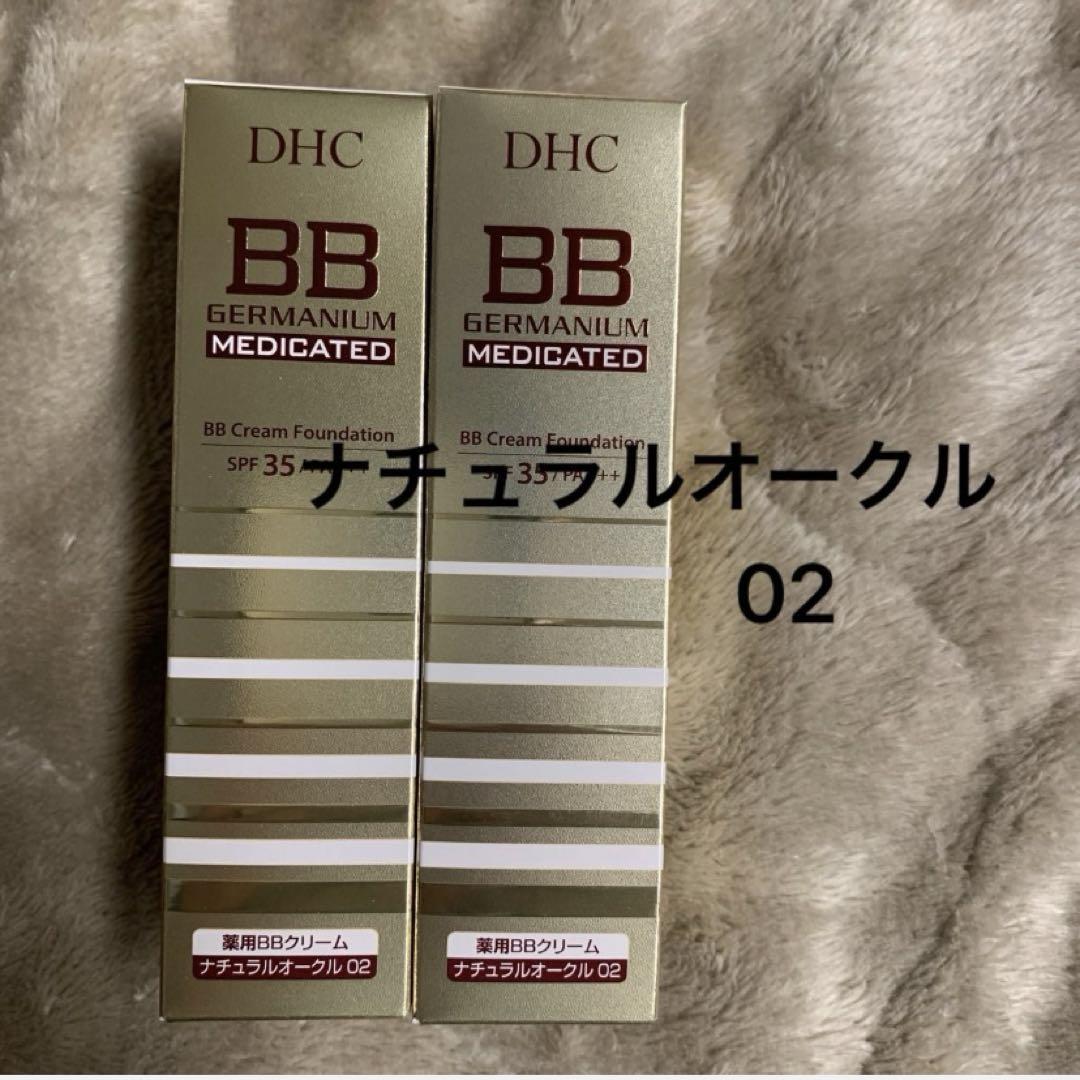 DHC
BB
GERMANIUM
MEDICATED
BB Cream Foundation
SPF 35
薬用BBクリーム
ナチュラルオークル 02
DHC
BB
GERMANIUM
MEDICATED
BB Cream Foundation
SPF 35 / PA+++
薬用BBクリーム
ナチュラルオークル 02
ナチュラルオークル
02